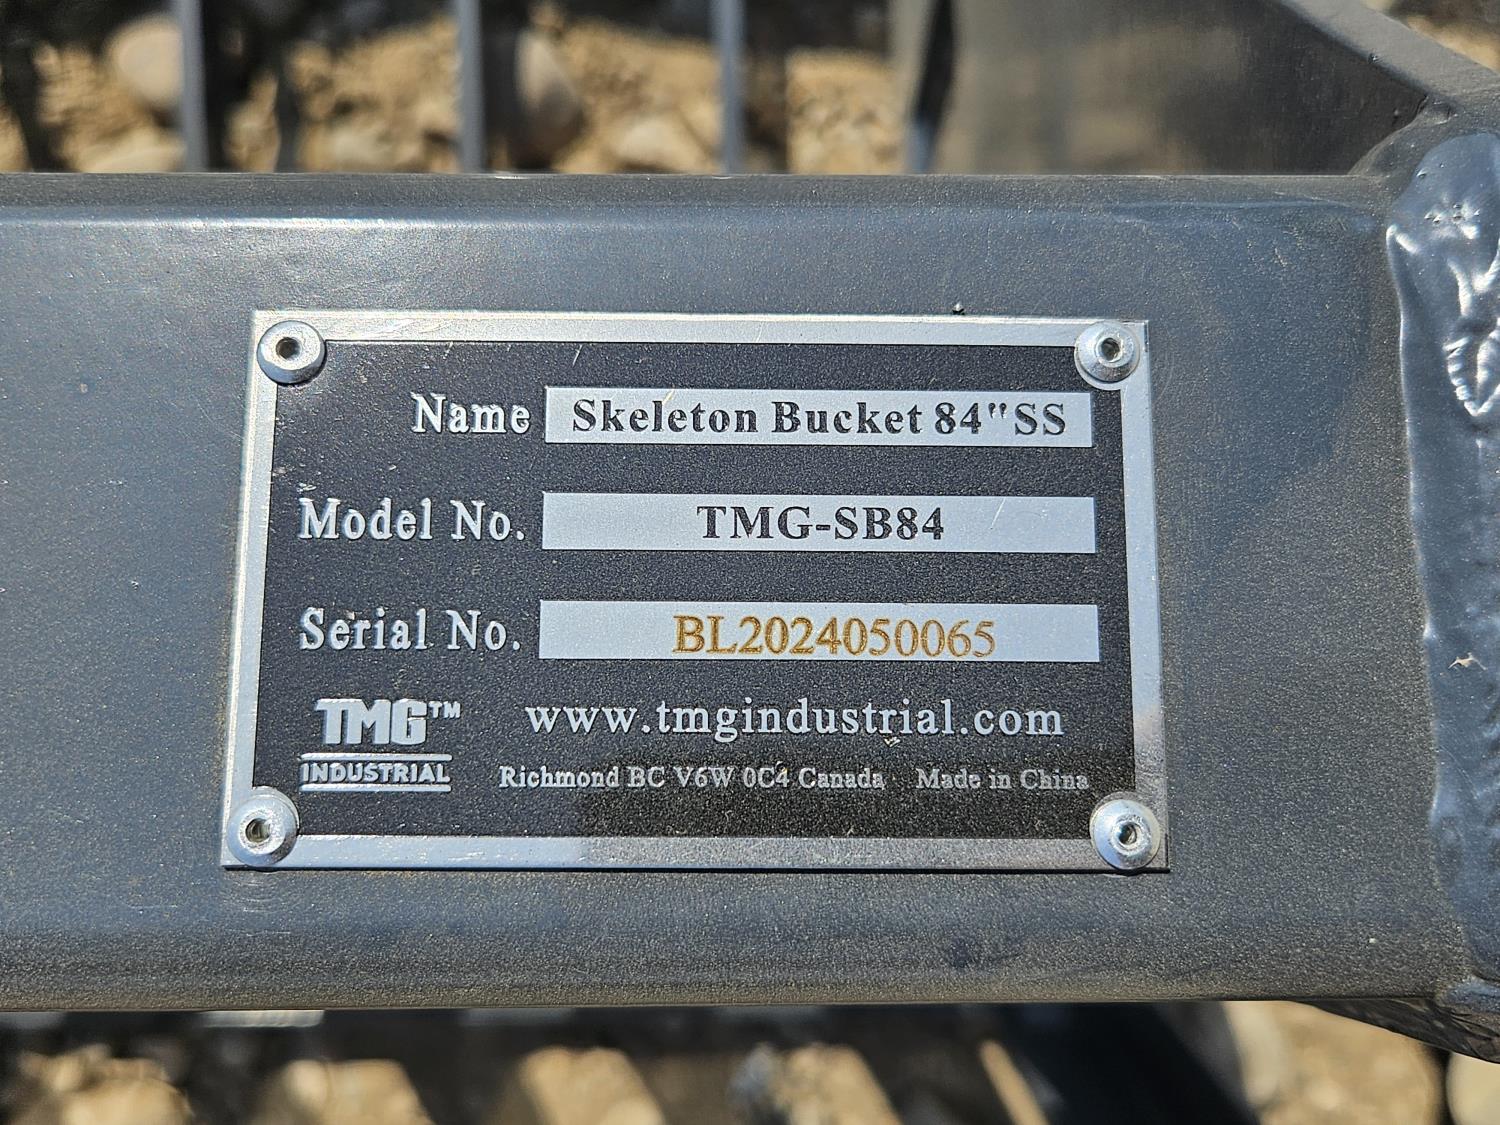 Name Skeleton Bucket 84"SS
Model No. TMG-SB84
Serial No. BL2024050065
TMG™ www.tmgindustrial.com
INDUSTRIAL Richmond BC V6W 0C4 Canada Made in China